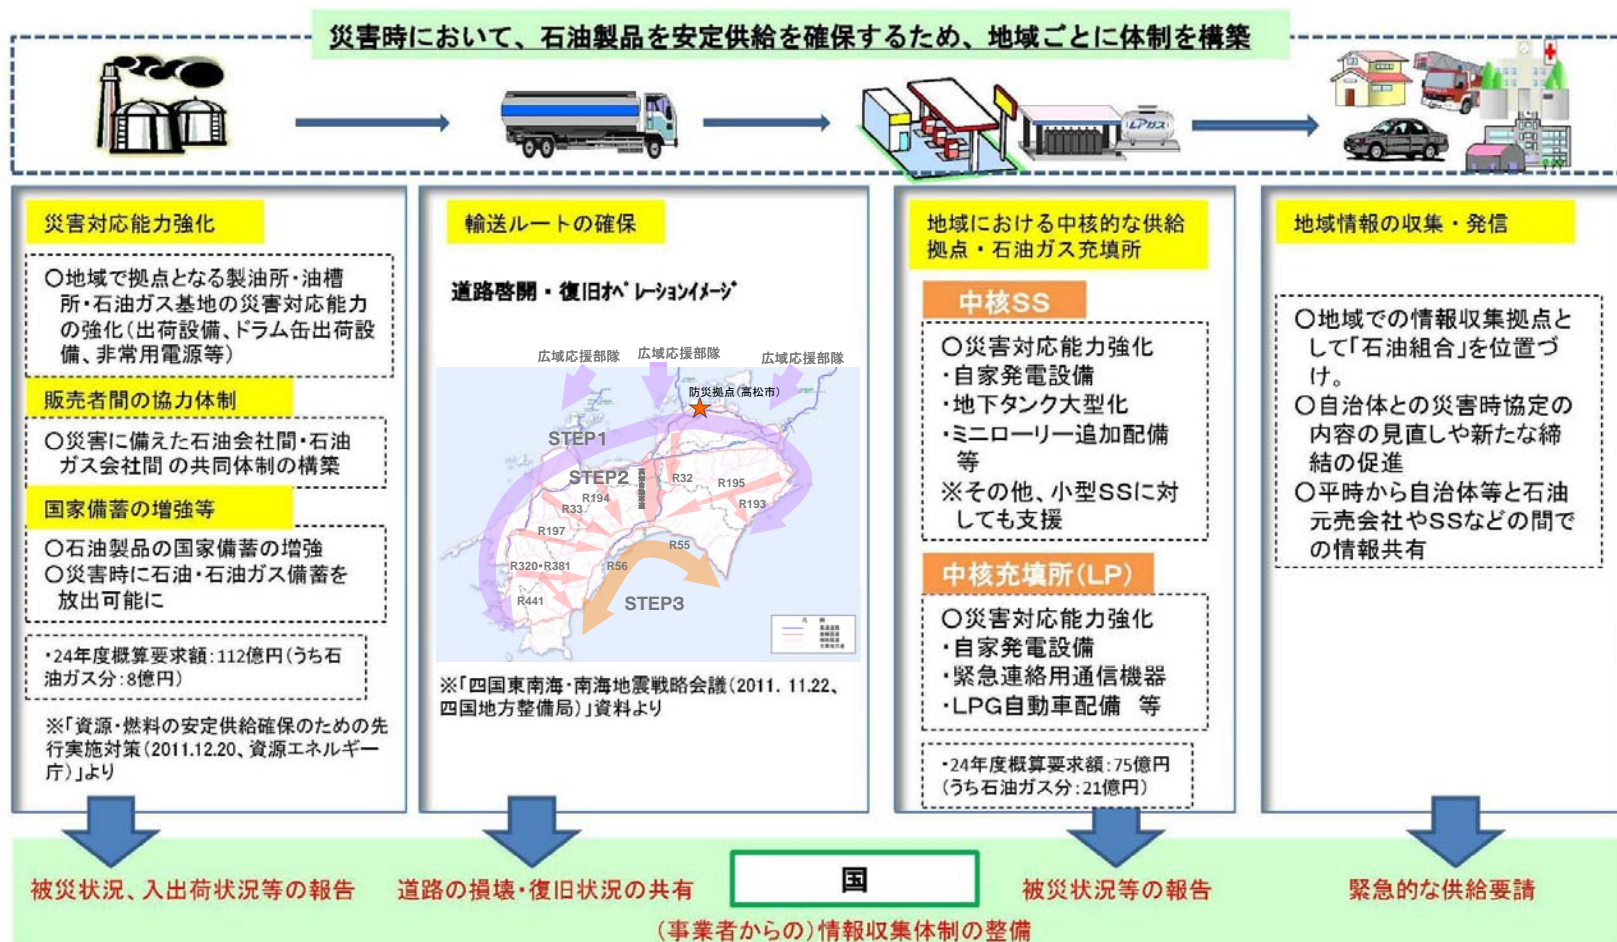 災害時において、石油製品を安定供給を確保するため、地域ごとに体制を構築
LPガス
災害対応能力強化
○地域で拠点となる製油所・油槽
所・石油ガス基地の災害対応能力
の強化(出荷設備、ドラム缶出荷設
備、非常用電源等)
販売者間の協力体制
○災害に備えた石油会社間・石油
ガス会社間の共同体制の構築
国家備蓄の増強等
○石油製品の国家備蓄の増強
○災害時に石油・石油ガス備蓄を
放出可能に
・24年度概算要求額:112億円(うち石
油ガス分:8億円)
※「資源・燃料の安定供給確保のための先
行実施対策(2011.12.20、資源エネルギー
庁)」より
輸送ルートの確保
道路啓開・復旧オペレーションイメージ
広域応援部隊
広域応援部隊
広域応援部隊
防災拠点(高松市)
STEP1
STEP2
高知自動車道
R32
R195
R194
R193
R33
R197
R55
R320・R381
R56
R441
STEP3
凡 例
高速道路
※「四国東南海・南海地震戦略会議(2011. 11.22、
四国地方整備局)」資料より
地域における中核的な供給
拠点・石油ガス充填所
中核SS
○災害対応能力強化
・自家発電設備
・地下タンク大型化
・ミニローリー追加配備
等
※その他、小型SSに対
しても支援
中核充填所(LP)
○災害対応能力強化
・自家発電設備
・緊急連絡用通信機器
・LPG自動車配備 等
・24年度概算要求額:75億円
(うち石油ガス分:21億円)
地域情報の収集・発信
○地域での情報収集拠点と
して「石油組合」を位置づ
け。
○自治体との災害時協定の
内容の見直しや新たな締
結の促進
○平時から自治体等と石油
元売会社やSSなどの間で
の情報共有
被災状況、入出荷状況等の報告
道路の損壊・復旧状況の共有
国
被災状況等の報告
緊急的な供給要請
(事業者からの)情報収集体制の整備